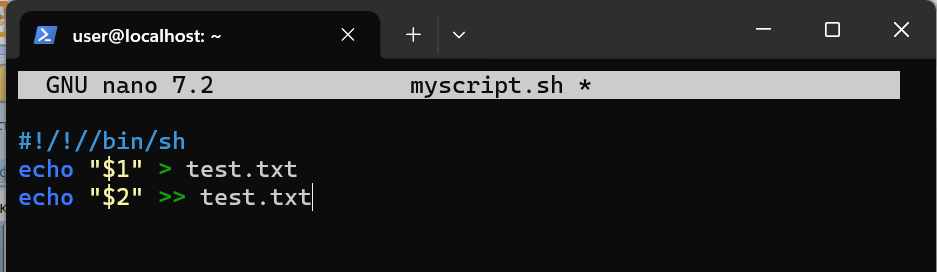 user@localhost: ~
GNU nano 7.2 myscript.sh *
#!/!//bin/sh
echo "$1" > test.txt
echo "$2" >> test.txt